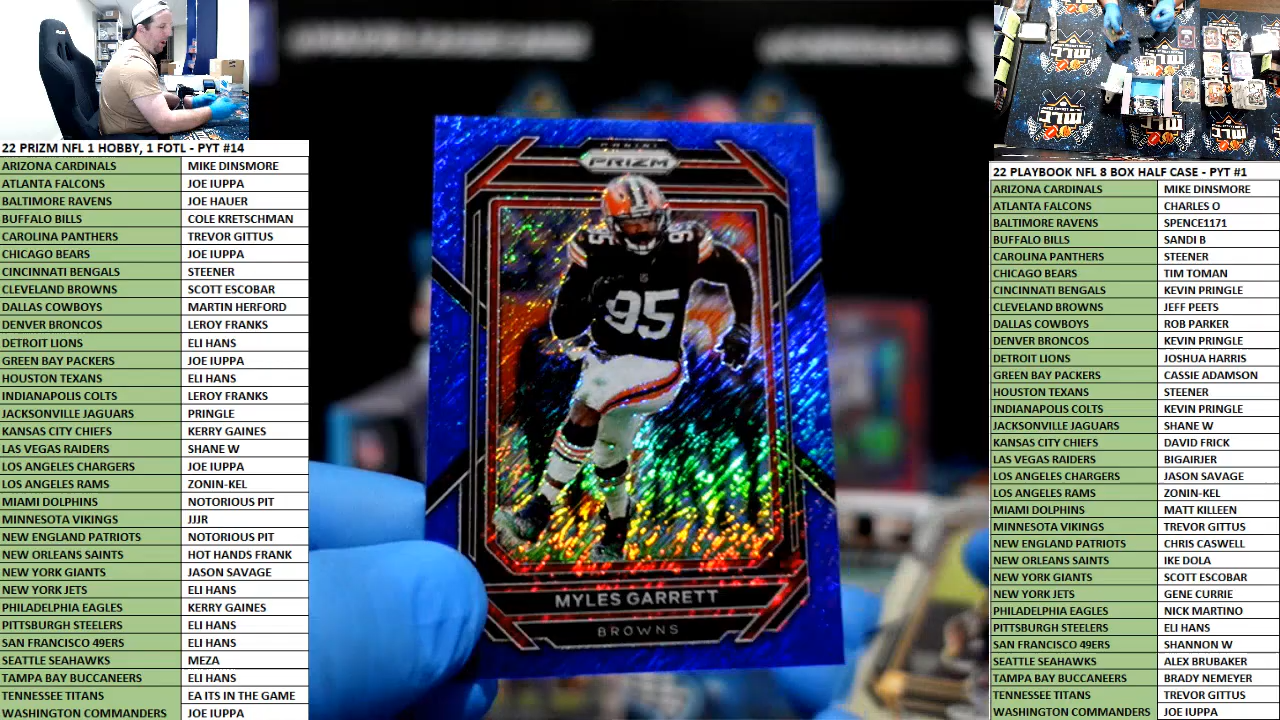 22 PRIZM NFL 1 HOBBY, 1 FOTL - PYT #14
ARIZONA CARDINALS MIKE DINSMORE
ATLANTA FALCONS JOE IUPPA
BALTIMORE RAVENS JOE HAUER
BUFFALO BILLS COLE KRETSCHMAN
CAROLINA PANTHERS TREVOR GITTUS
CHICAGO BEARS JOE IUPPA
CINCINNATI BENGALS STEENER
CLEVELAND BROWNS SCOTT ESCOBAR
DALLAS COWBOYS MARTIN HERFORD
DENVER BRONCOS LEROY FRANKS
DETROIT LIONS ELI HANS
GREEN BAY PACKERS JOE IUPPA
HOUSTON TEXANS ELI HANS
INDIANAPOLIS COLTS LEROY FRANKS
JACKSONVILLE JAGUARS PRINGLE
KANSAS CITY CHIEFS KERRY GAINES
LAS VEGAS RAIDERS SHANE W
LOS ANGELES CHARGERS JOE IUPPA
LOS ANGELES RAMS ZONIN-KEL
MIAMI DOLPHINS NOTORIOUS PIT
MINNESOTA VIKINGS JJJR
NEW ENGLAND PATRIOTS NOTORIOUS PIT
NEW ORLEANS SAINTS HOT HANDS FRANK
NEW YORK GIANTS JASON SAVAGE
NEW YORK JETS ELI HANS
PHILADELPHIA EAGLES KERRY GAINES
PITTSBURGH STEELERS ELI HANS
SAN FRANCISCO 49ERS ELI HANS
SEATTLE SEAHAWKS MEZA
TAMPA BAY BUCCANEERS ELI HANS
TENNESSEE TITANS EA ITS IN THE GAME
WASHINGTON COMMANDERS JOE IUPPA
PANINI
PRIZM
95
95
95
MYLES GARRETT
BROWNS
MLC
MLC
MLC
MLC
22 PLAYBOOK NFL 8 BOX HALF CASE - PYT #1
ARIZONA CARDINALS MIKE DINSMORE
ATLANTA FALCONS CHARLES O
BALTIMORE RAVENS SPENCE1171
BUFFALO BILLS SANDI B
CAROLINA PANTHERS STEENER
CHICAGO BEARS TIM TOMAN
CINCINNATI BENGALS KEVIN PRINGLE
CLEVELAND BROWNS JEFF PEETS
DALLAS COWBOYS ROB PARKER
DENVER BRONCOS KEVIN PRINGLE
DETROIT LIONS JOSHUA HARRIS
GREEN BAY PACKERS CASSIE ADAMSON
HOUSTON TEXANS STEENER
INDIANAPOLIS COLTS KEVIN PRINGLE
JACKSONVILLE JAGUARS SHANE W
KANSAS CITY CHIEFS DAVID FRICK
LAS VEGAS RAIDERS BIGAIRJER
LOS ANGELES CHARGERS JASON SAVAGE
LOS ANGELES RAMS ZONIN-KEL
MIAMI DOLPHINS MATT KILLEEN
MINNESOTA VIKINGS TREVOR GITTUS
NEW ENGLAND PATRIOTS CHRIS CASWELL
NEW ORLEANS SAINTS IKE DOLA
NEW YORK GIANTS SCOTT ESCOBAR
NEW YORK JETS GENE CURRIE
PHILADELPHIA EAGLES NICK MARTINO
PITTSBURGH STEELERS ELI HANS
SAN FRANCISCO 49ERS SHANNON W
SEATTLE SEAHAWKS ALEX BRUBAKER
TAMPA BAY BUCCANEERS BRADY NEMEYER
TENNESSEE TITANS TREVOR GITTUS
WASHINGTON COMMANDERS JOE IUPPA